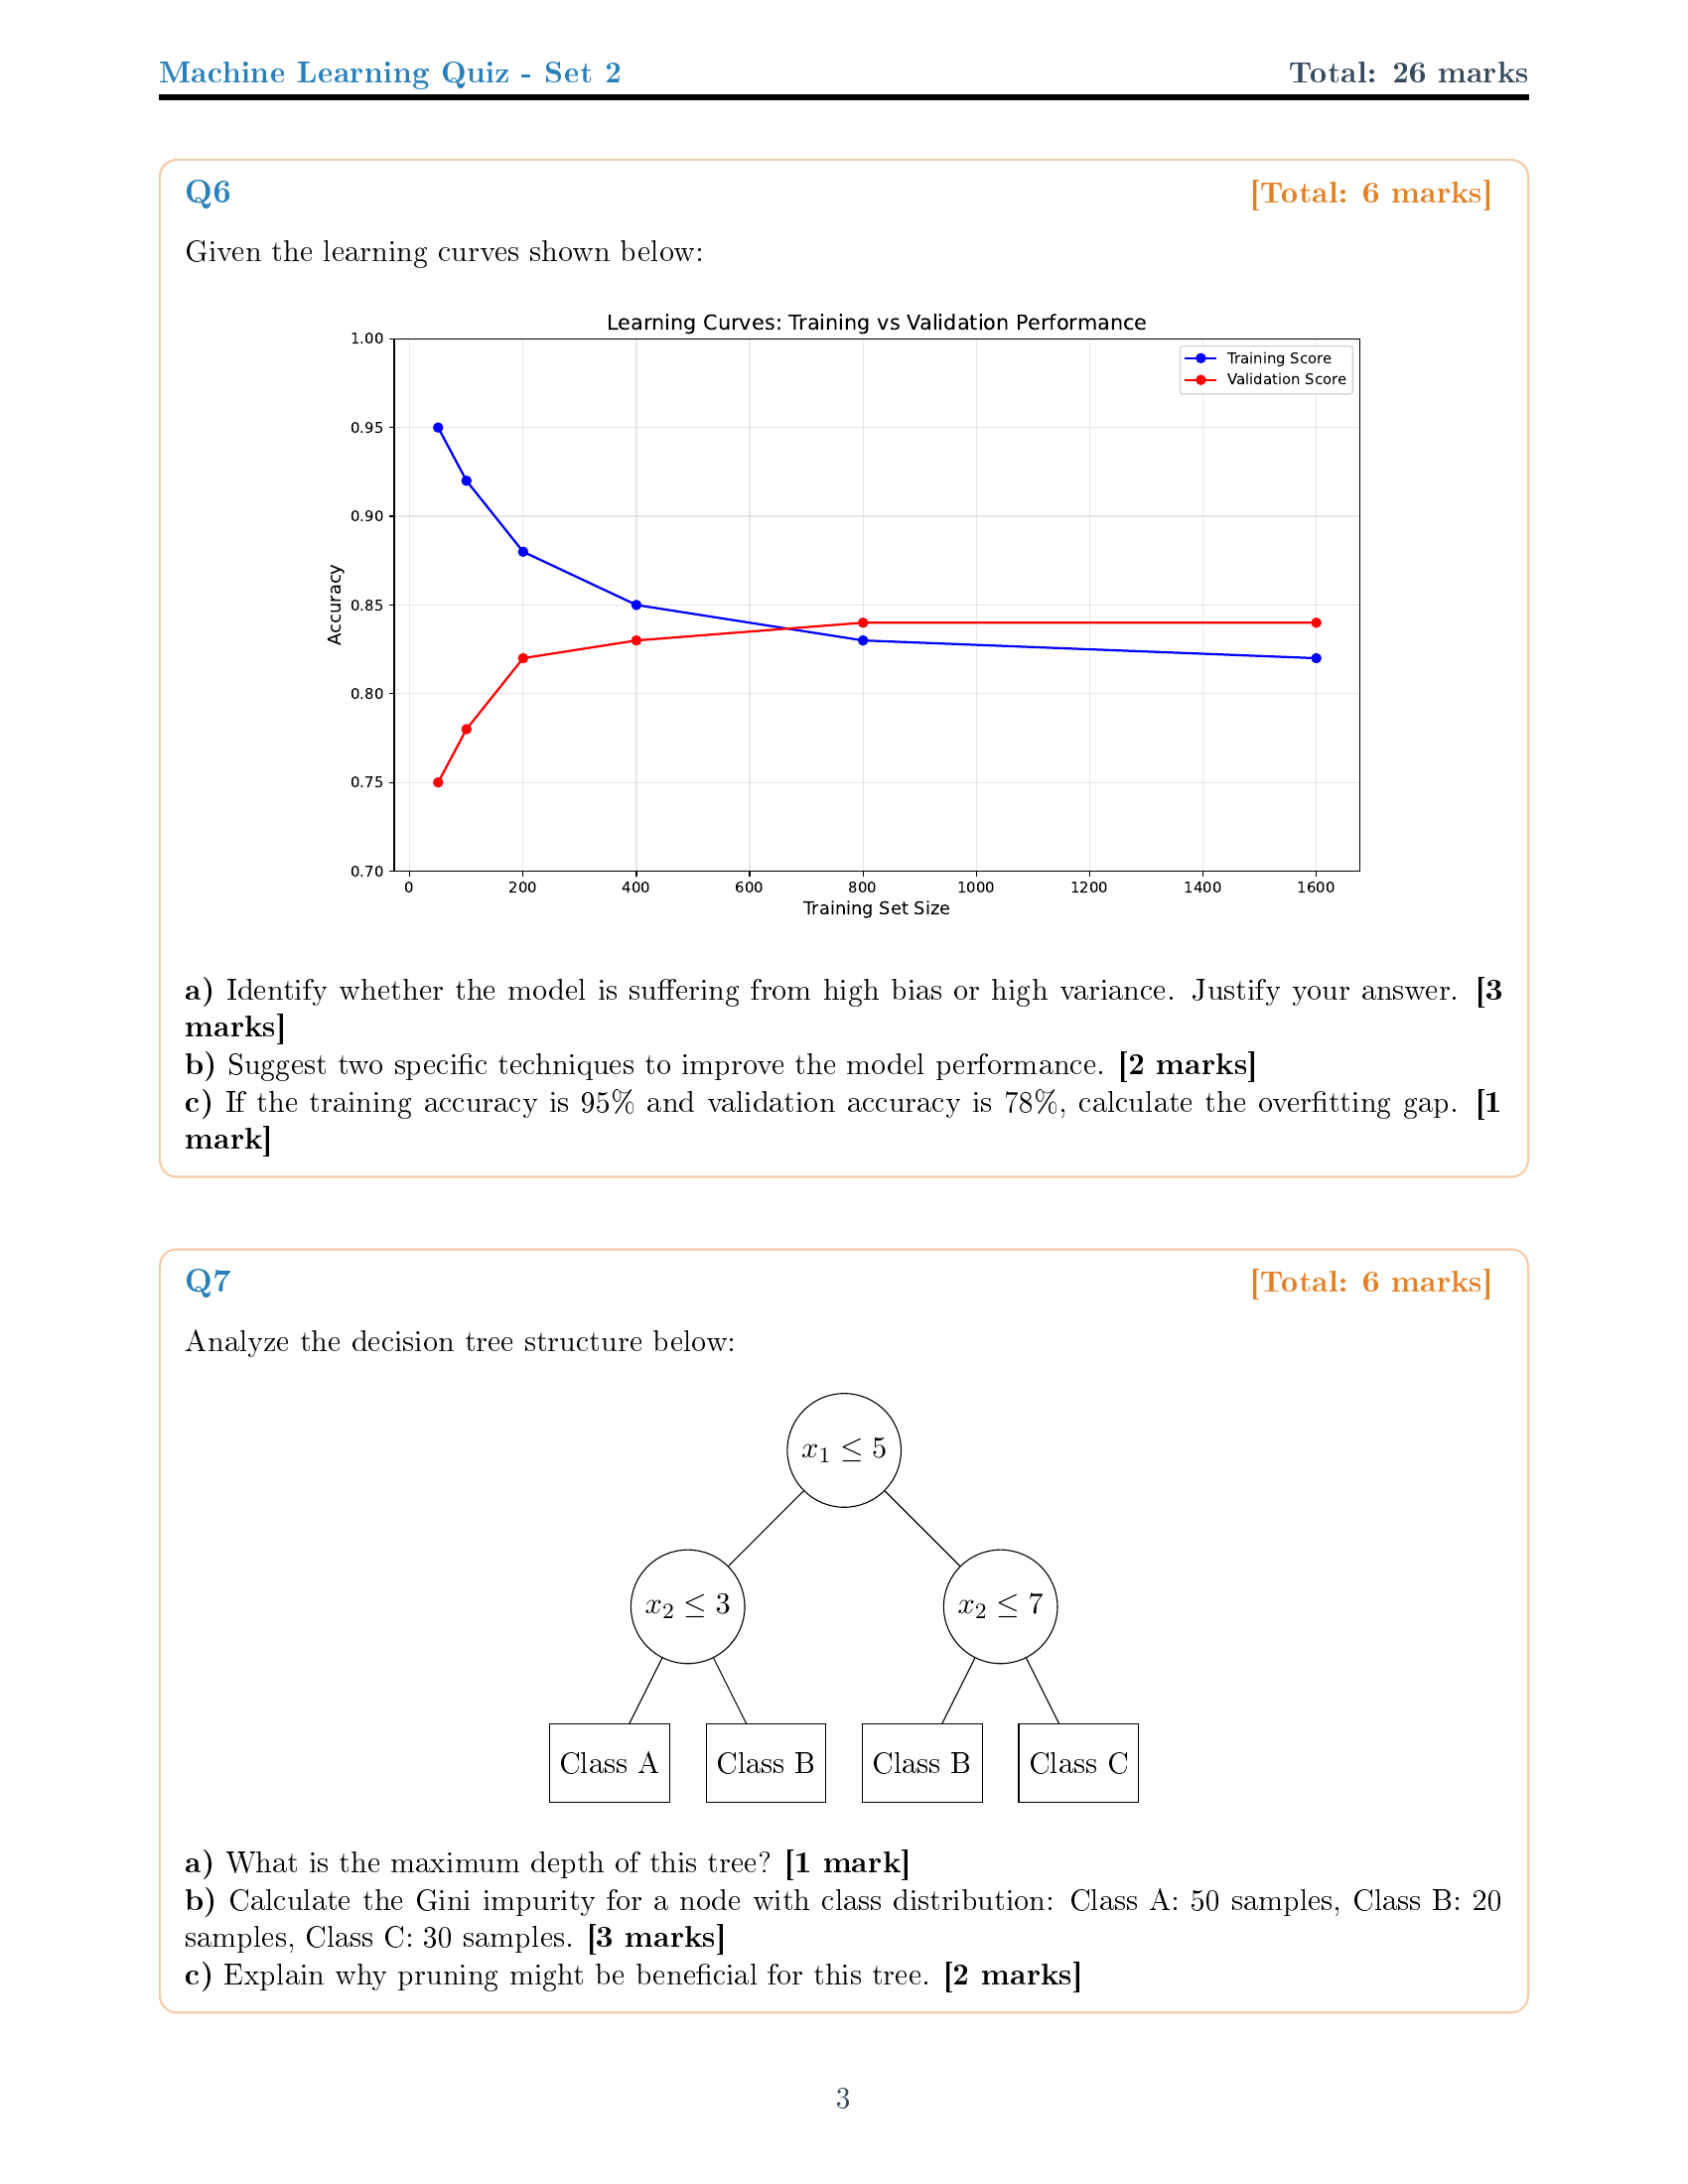 Machine Learning Quiz - Set 2 Total: 26 marks
Q6 [Total: 6 marks]
Given the learning curves shown below:
Learning Curves: Training vs Validation Performance
1.00
0.95
0.90
0.85
0.80
0.75
0.70
Accuracy
Training Score
Validation Score
0 200 400 600 800 1000 1200 1400 1600
Training Set Size
a) Identify whether the model is suffering from high bias or high variance. Justify your answer. [3
marks]
b) Suggest two specific techniques to improve the model performance. [2 marks]
c) If the training accuracy is 95% and validation accuracy is 78%, calculate the overfitting gap. [1
mark]
Q7 [Total: 6 marks]
Analyze the decision tree structure below:
x₁ ≤ 5
x₂ ≤ 3 x₂ ≤ 7
Class A Class B Class B Class C
a) What is the maximum depth of this tree? [1 mark]
b) Calculate the Gini impurity for a node with class distribution: Class A: 50 samples, Class B: 20
samples, Class C: 30 samples. [3 marks]
c) Explain why pruning might be beneficial for this tree. [2 marks]
3